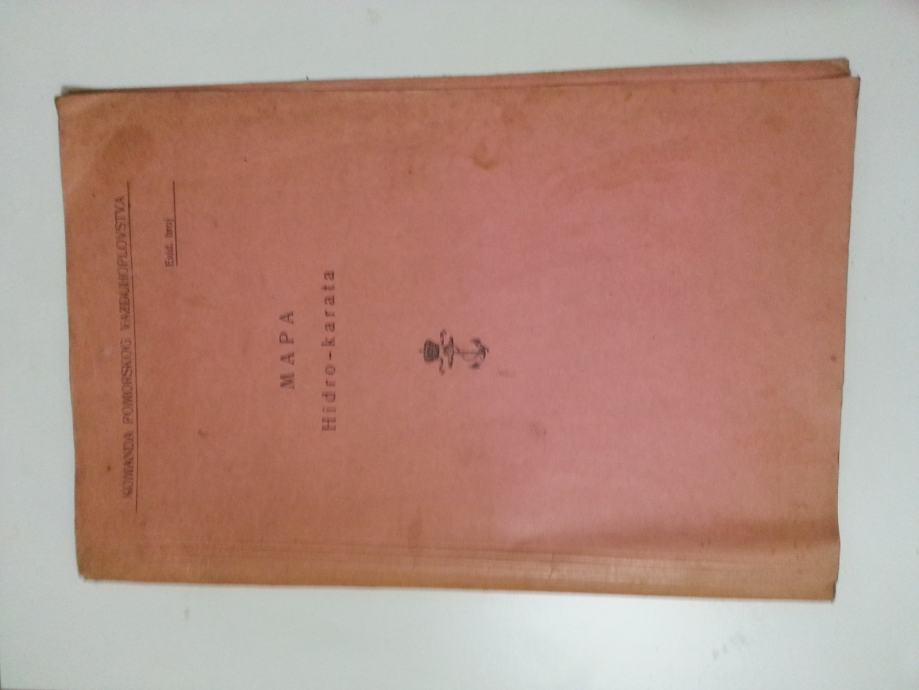 KOMANDA POMORSKOG VAZDUHOPLOVSTVA
Evid. broj
MAPA
Hidro-karata